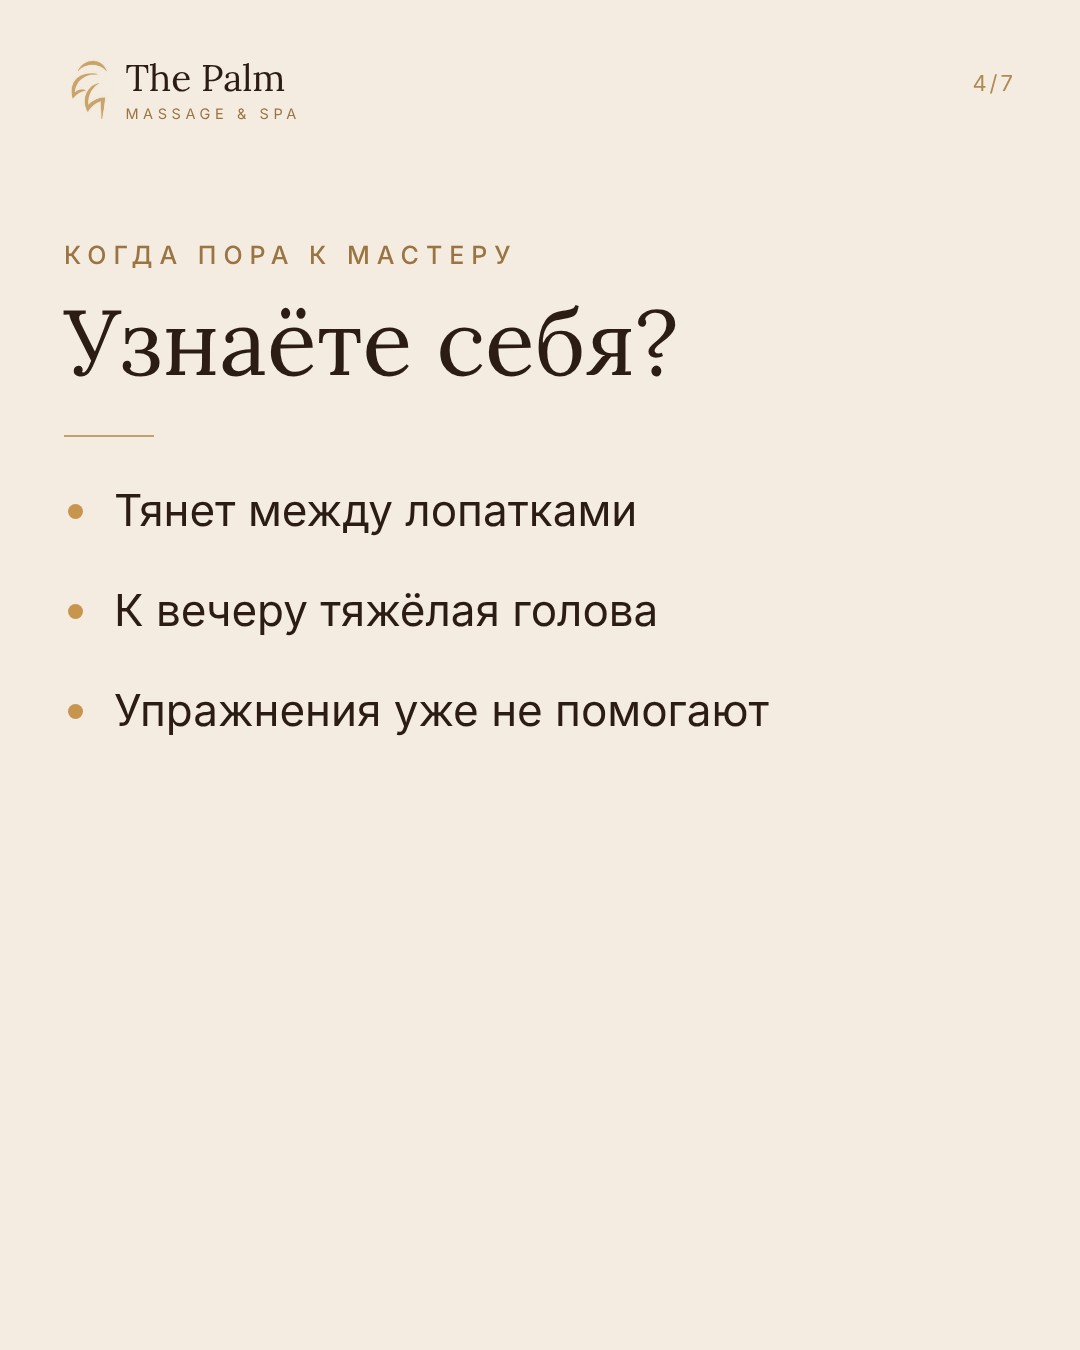 The Palm
MASSAGE & SPA
4/7
КОГДА ПОРА К МАСТЕРУ
Узнаёте себя?
Тянет между лопатками
К вечеру тяжёлая голова
Упражнения уже не помогают